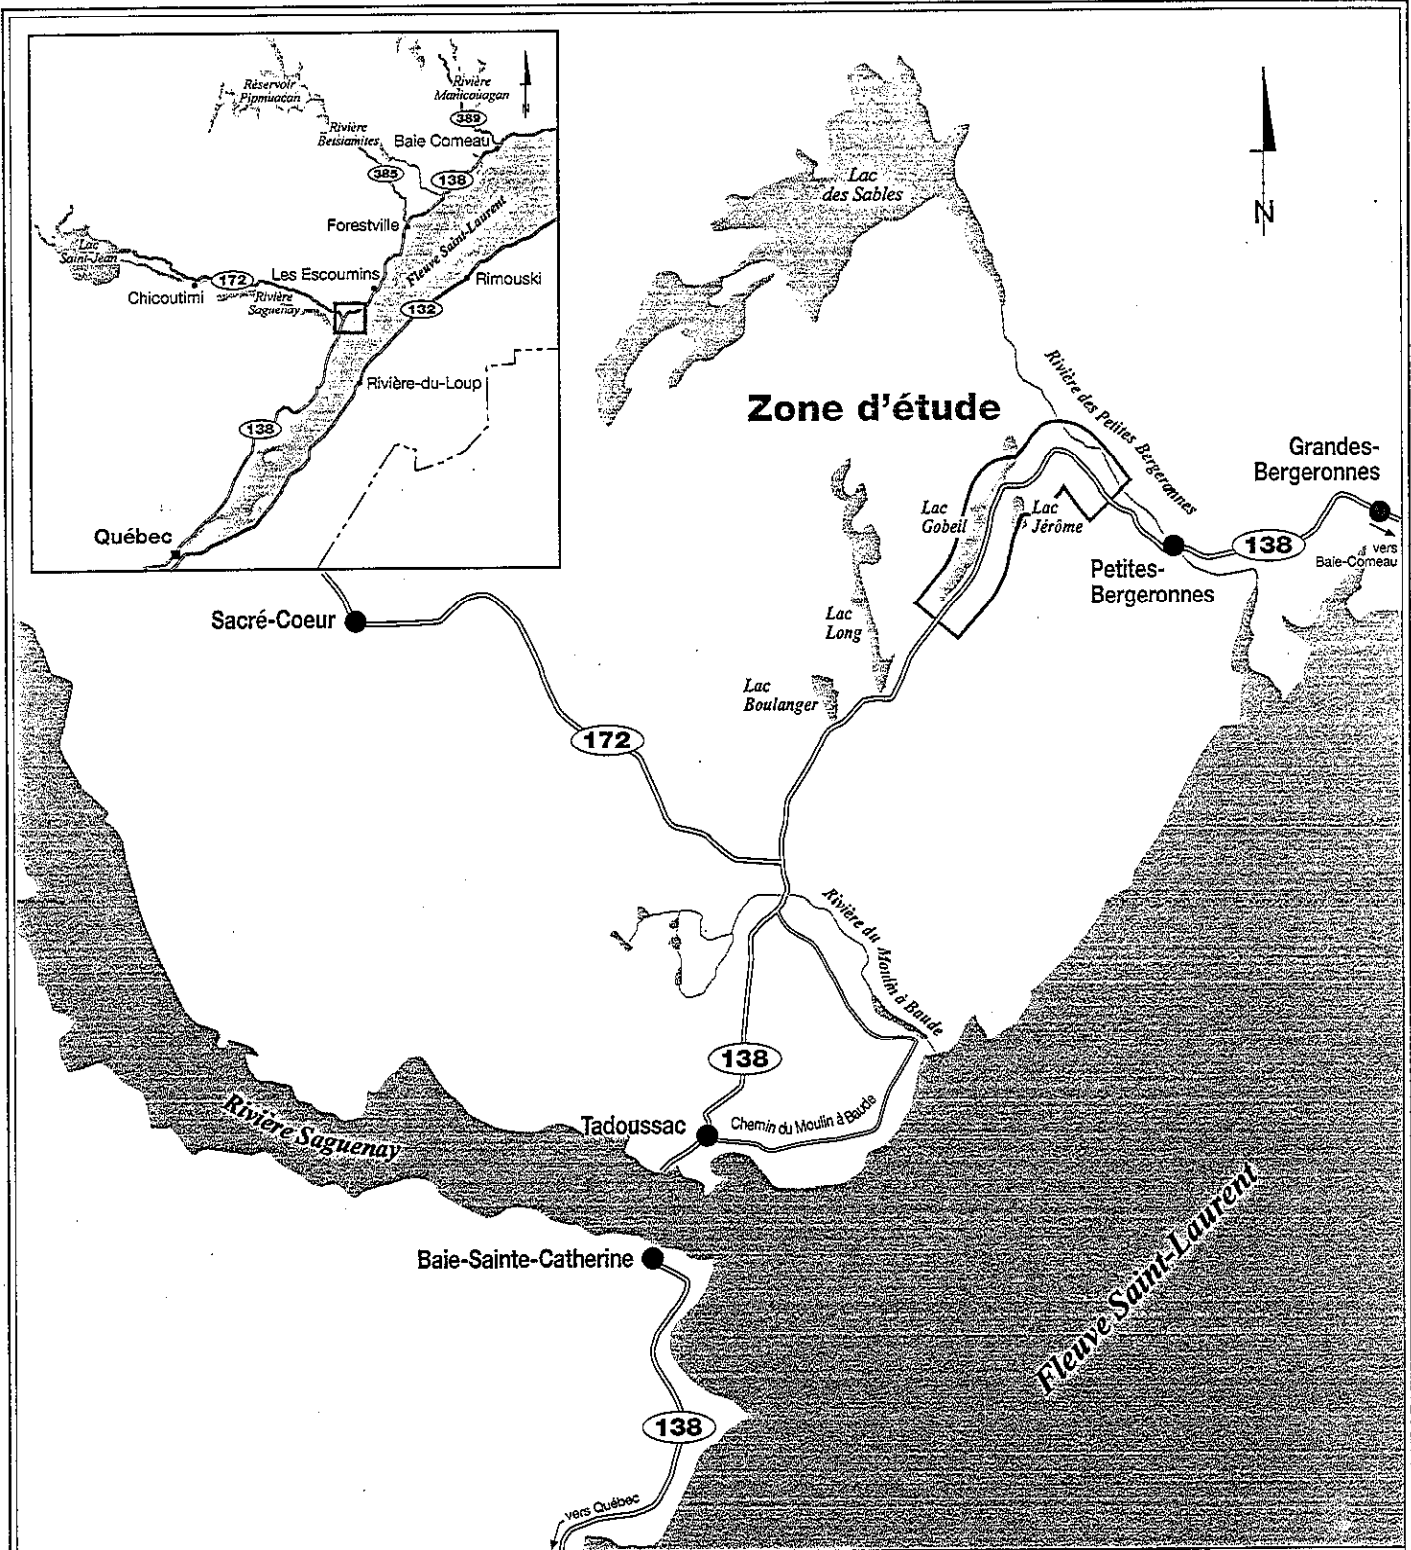 Réservoir
Pipmuacan
Rivière
Manicouagan
N
389
Rivière
Betsiamites
Baie Comeau
385
138
Forestville
Fleuve Saint-Laurent
Lac
Saint-Jean
172
Les Escoumins
Rimouski
Chicoutimi
Rivière
Saguenay
132
Rivière-du-Loup
138
Québec
Lac
des Sables
N
Zone d'étude
Rivière des Petites Bergeronnes
Grandes-
Bergeronnes
Lac
Gobeil
Lac
Jérôme
138
vers
Baie-Comeau
Petites-
Bergeronnes
Sacré-Coeur
Lac
Long
Lac
Boulanger
172
Rivière du Moulin à Baude
138
Rivière Saguenay
Tadoussac
Chemin du Moulin à Baude
Baie-Sainte-Catherine
Fleuve Saint-Laurent
138
vers Québec